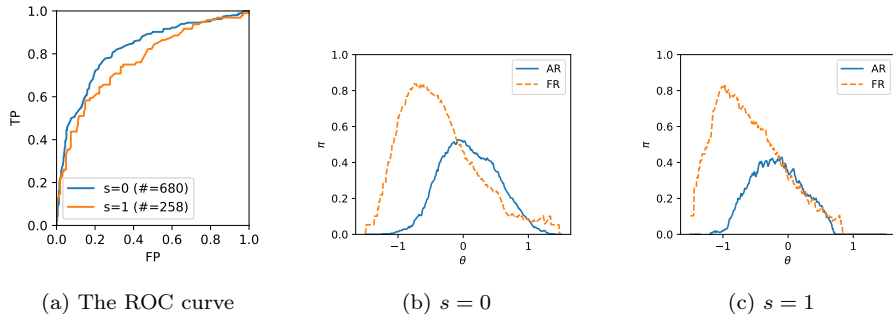 1.0
0.8
0.6
0.4
0.2
0.0
TP
0.0 0.2 0.4 0.6 0.8 1.0
FP
s=0 (#=680)
s=1 (#=258)
(a) The ROC curve
1.0
0.8
0.6
0.4
0.2
0.0
π
−1 0 1
θ
AR
FR
(b) s = 0
1.0
0.8
0.6
0.4
0.2
0.0
π
−1 0 1
θ
AR
FR
(c) s = 1